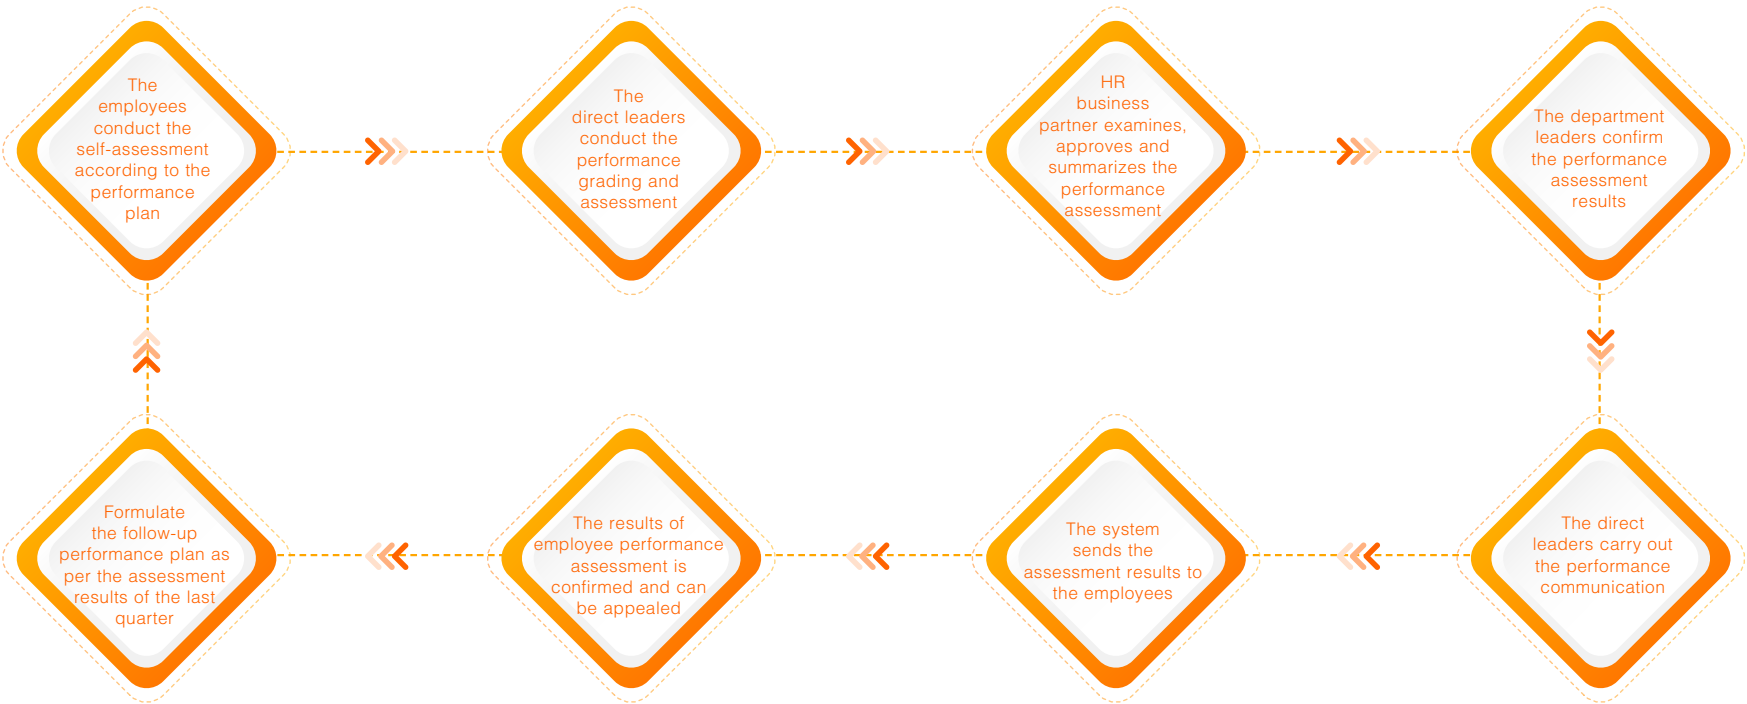 The
employees
conduct the
self-assessment
according to the
performance
plan
The
direct leaders
conduct the
performance
grading and
assessment
HR
business
partner examines,
approves and
summarizes the
performance
assessment
The department
leaders confirm
the performance
assessment
results
Formulate
the follow-up
performance plan as
per the assessment
results of the last
quarter
The results of
employee performance
assessment is
confirmed and can
be appealed
The system
sends the
assessment results to
the employees
The direct
leaders carry out
the performance
communication